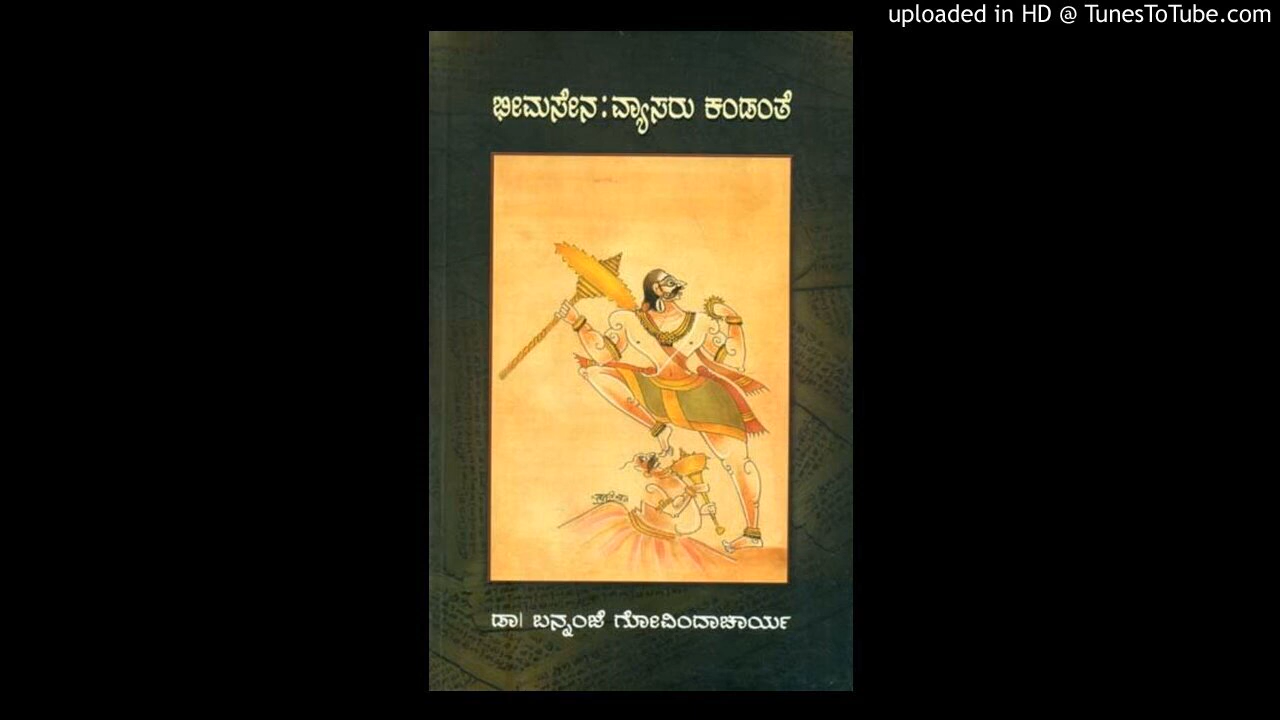 uploaded in HD @ TunesToTube.com
ಭೀಮಸೇನ:ವ್ಯಾಸರು ಕಂಡಂತೆ
ಡಾ| ಬನ್ನಂಜೆ ಗೋವಿಂದಾಚಾರ್ಯ